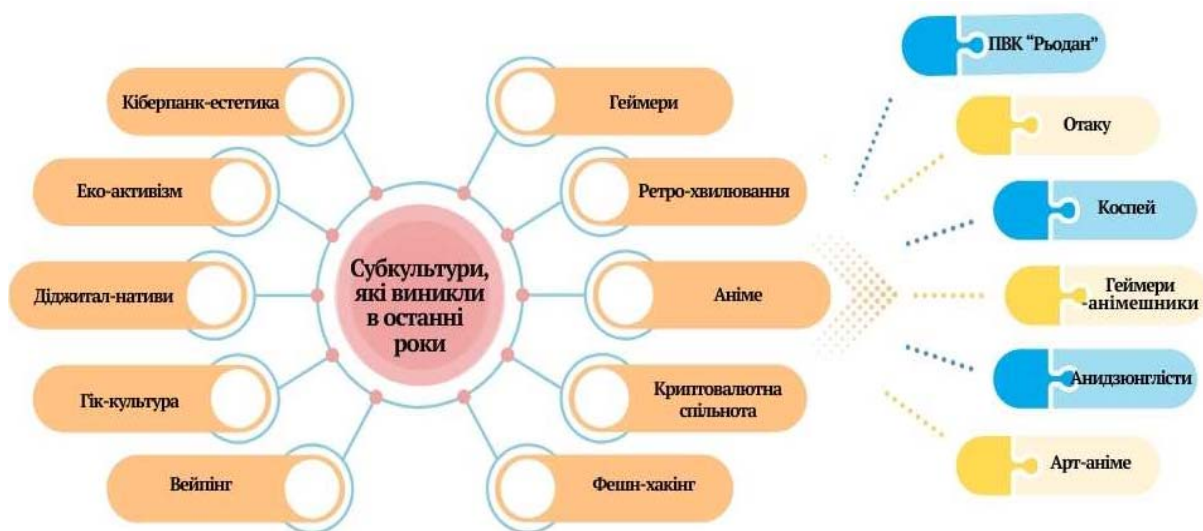 Кіберпанк-естетика
Еко-активізм
Діджитал-нативи
Гік-культура
Вейпінг
Субкультури,
які виникли
в останні
роки
Геймери
Ретро-хвилювання
Аніме
Криптовалютна
спільнота
Фешн-хакінг
ПВК “Рьодан”
Отаку
Коспей
Геймери
-анімешники
Анидзюнглісти
Арт-аніме